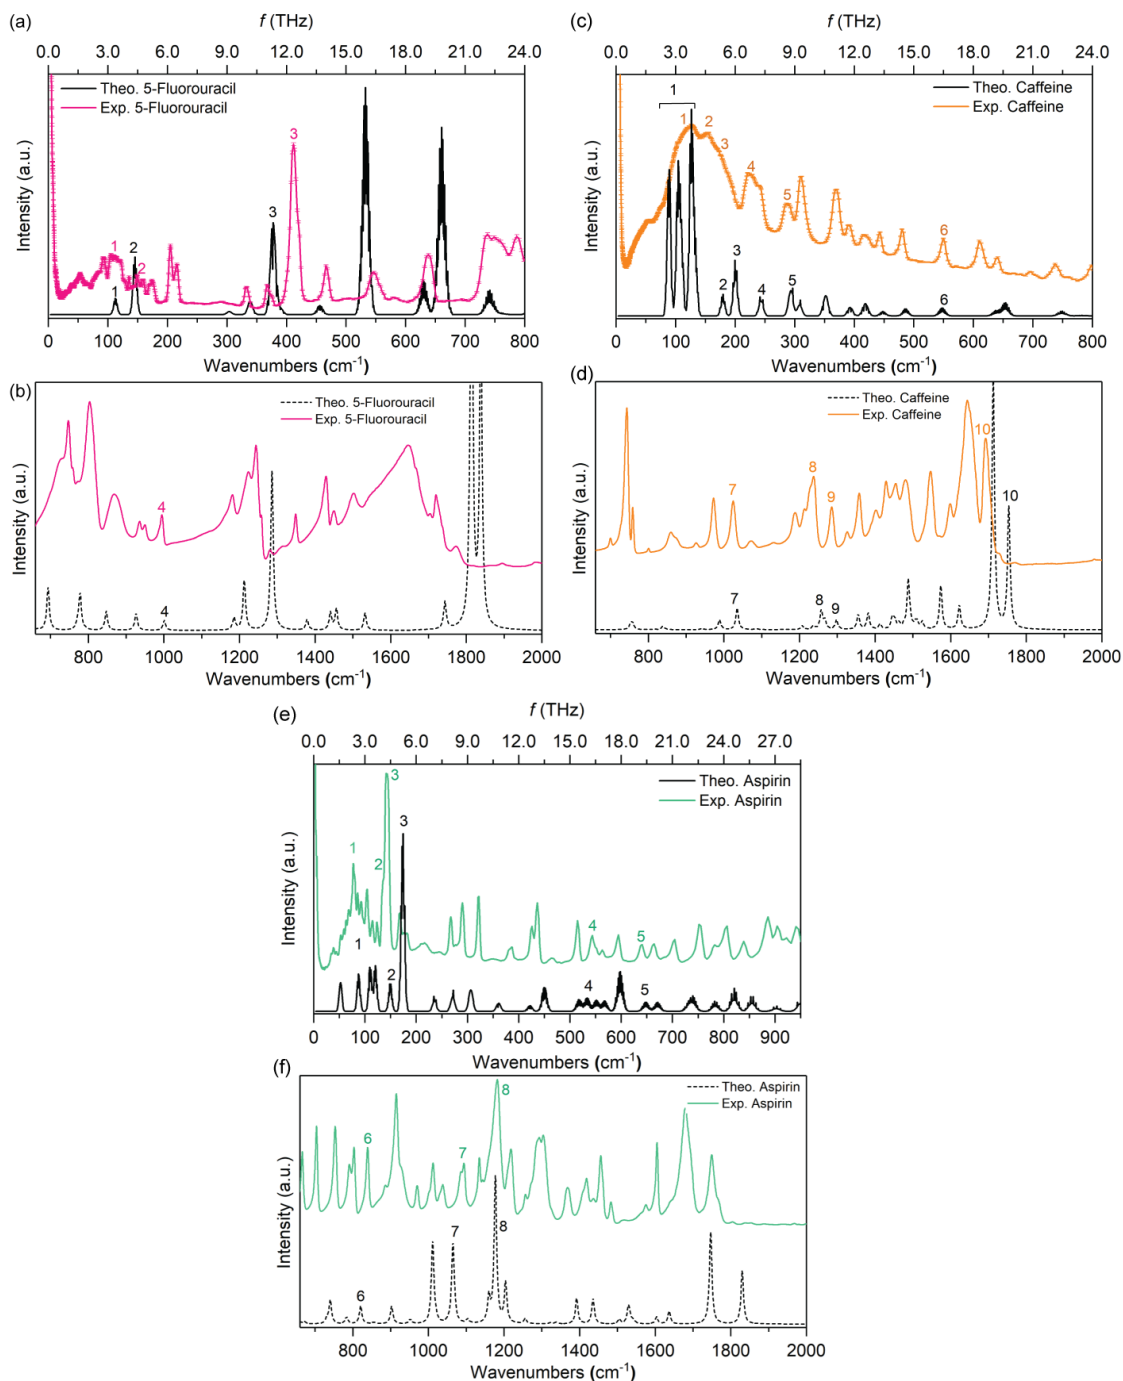 (a)
f (THz)
0.0 3.0 6.0 9.0 12.0 15.0 18.0 21.0 24.0
Theo. 5-Fluorouracil
Exp. 5-Fluorouracil
3
3
1
2
2
1
Intensity (a.u.)
0 100 200 300 400 500 600 700 800
Wavenumbers (cm-1)
(c)
f (THz)
0.0 3.0 6.0 9.0 12.0 15.0 18.0 21.0 24.0
Theo. Caffeine
Exp. Caffeine
1
1 2
3
4
5
6
2 3 4 5 6
Intensity (a.u.)
0 100 200 300 400 500 600 700 800
Wavenumbers (cm-1)
(b)
Theo. 5-Fluorouracil
Exp. 5-Fluorouracil
4
4
Intensity (a.u.)
800 1000 1200 1400 1600 1800 2000
Wavenumbers (cm-1)
(d)
Theo. Caffeine
Exp. Caffeine
7 8 9 10
7 8 9 10
Intensity (a.u.)
800 1000 1200 1400 1600 1800 2000
Wavenumbers (cm-1)
(e)
f (THz)
0.0 3.0 6.0 9.0 12.0 15.0 18.0 21.0 24.0 27.0
Theo. Aspirin
Exp. Aspirin
3
1
2
4 5
3
1
2
4 5
Intensity (a.u.)
0 100 200 300 400 500 600 700 800 900
Wavenumbers (cm-1)
(f)
Theo. Aspirin
Exp. Aspirin
6 7 8
6 7 8
Intensity (a.u.)
800 1000 1200 1400 1600 1800 2000
Wavenumbers (cm-1)